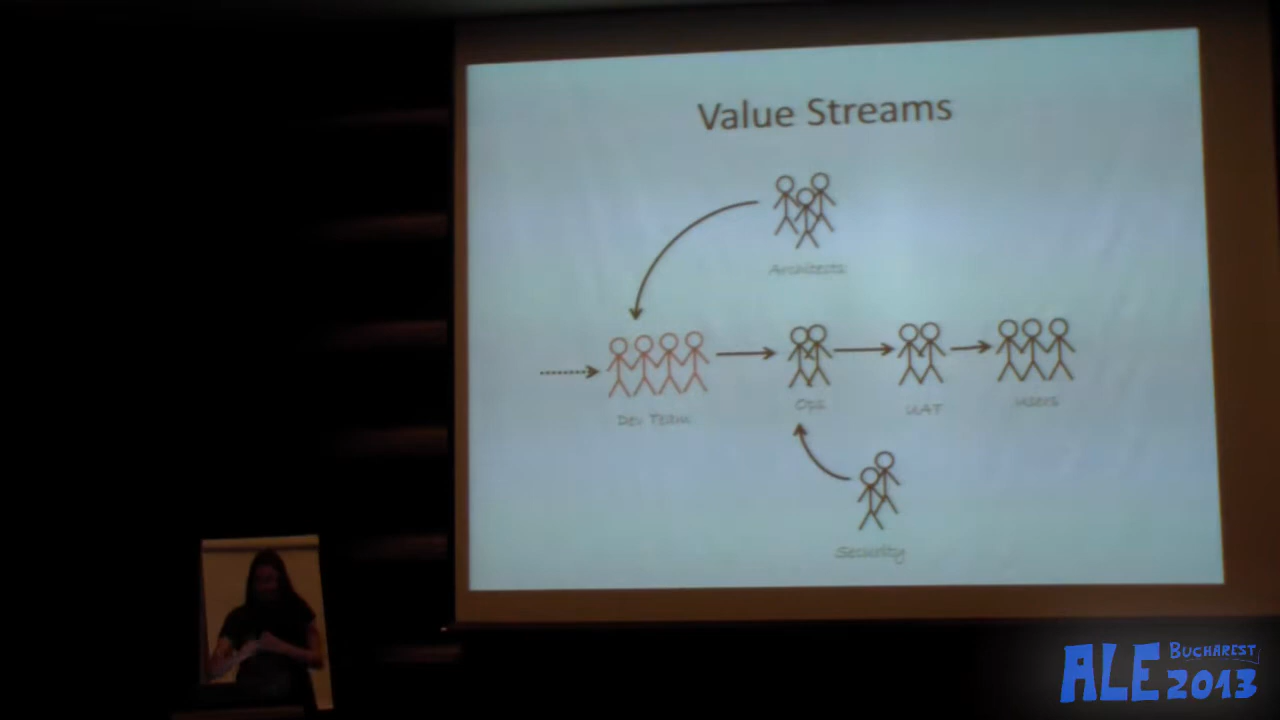 Value Streams
Architects
Dev Team
Ops
UAT
Users
Security
ALE
BUCHAREST
2013